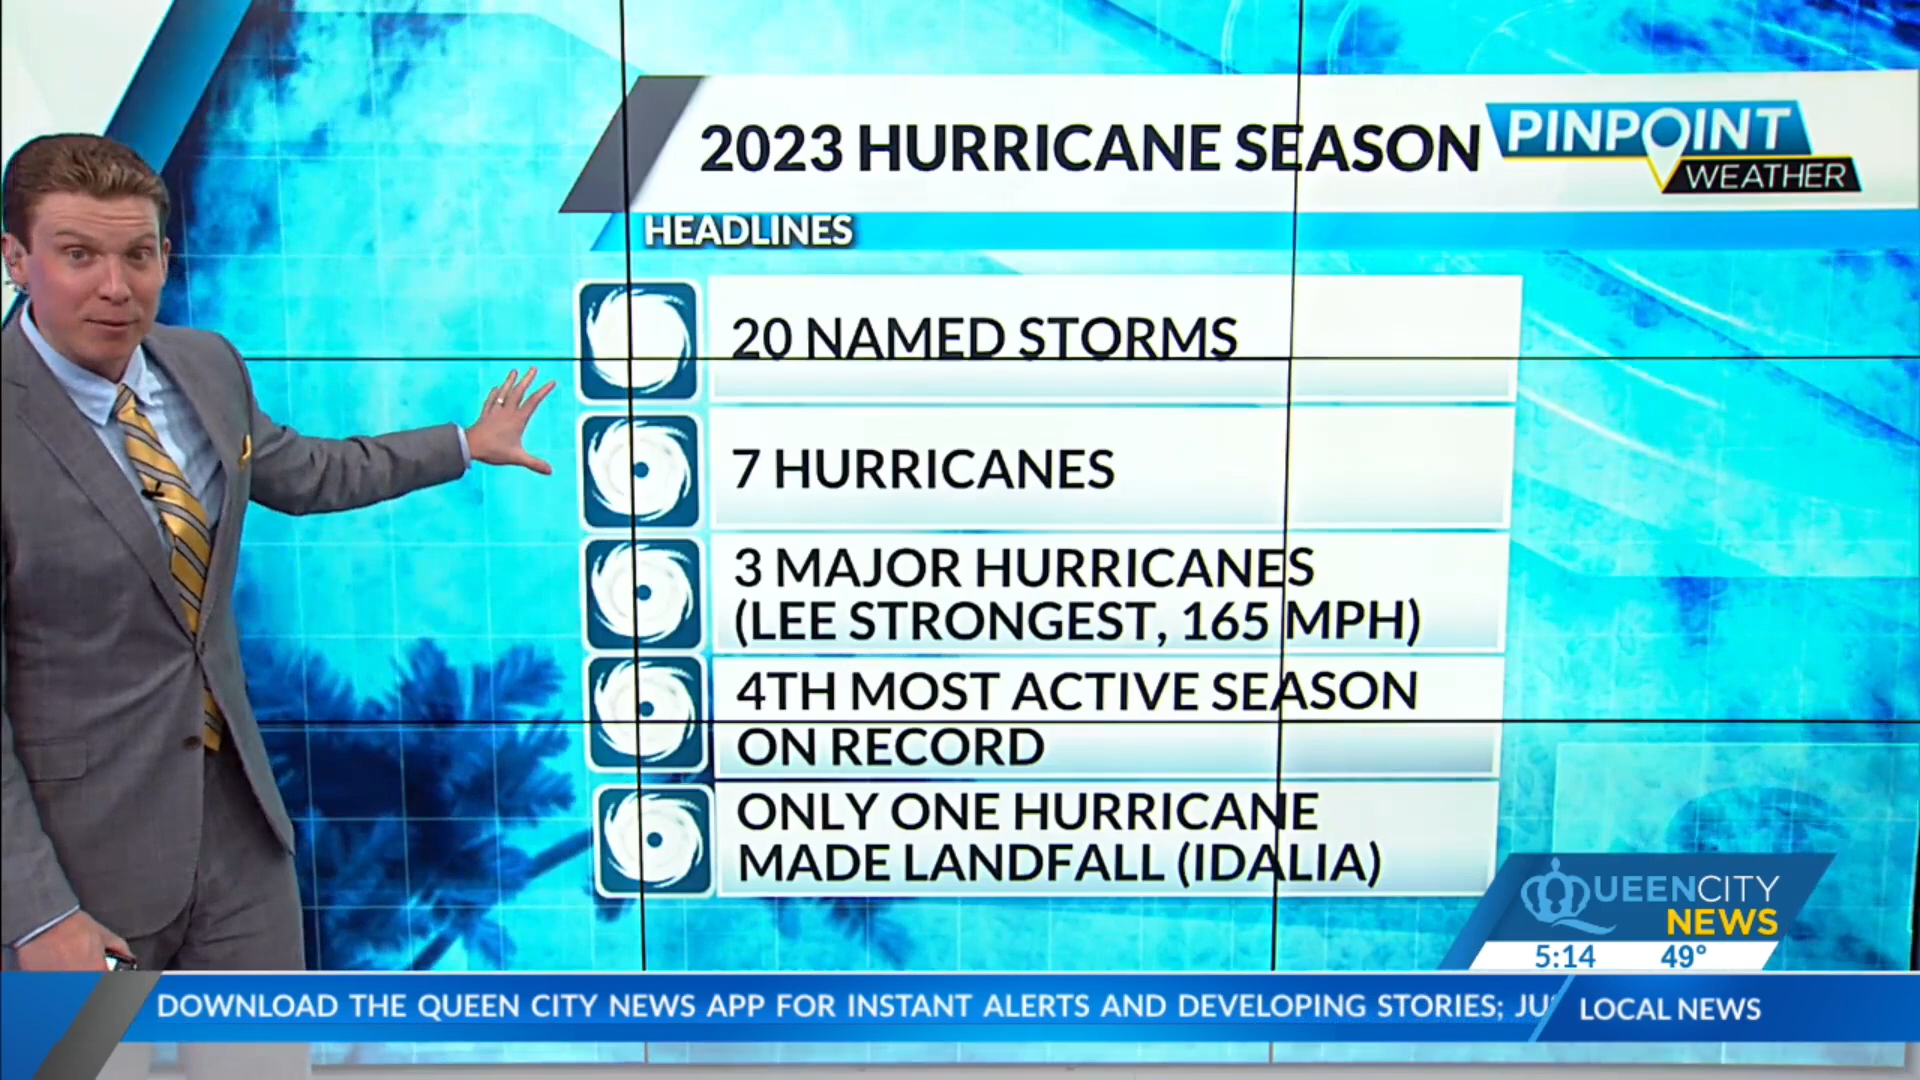 2023 HURRICANE SEASON
PINPOINT
WEATHER
HEADLINES
20 NAMED STORMS
7 HURRICANES
3 MAJOR HURRICANES
(LEE STRONGEST, 165 MPH)
4TH MOST ACTIVE SEASON
ON RECORD
ONLY ONE HURRICANE
MADE LANDFALL (IDALIA)
QUEENCITY
NEWS
5:14 49°
DOWNLOAD THE QUEEN CITY NEWS APP FOR INSTANT ALERTS AND DEVELOPING STORIES;
LOCAL NEWS